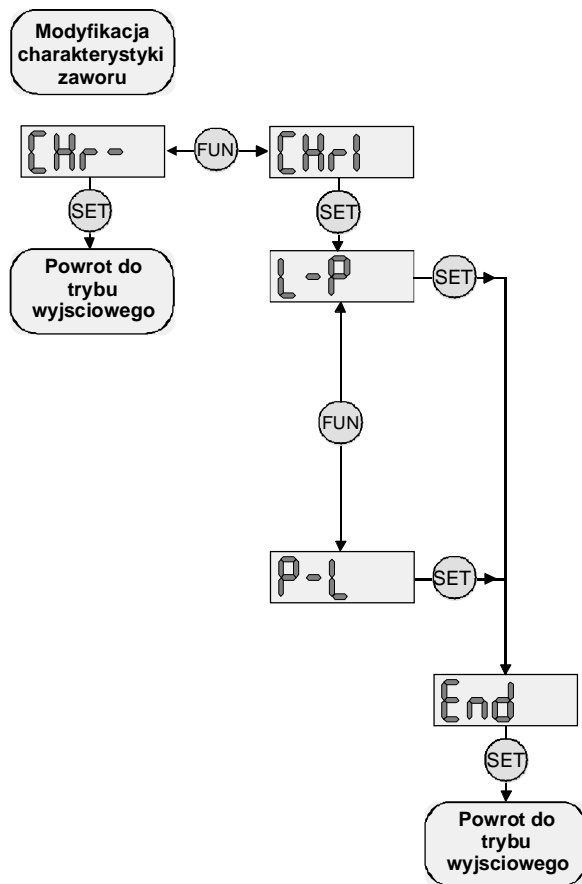 Modyfikacja
charakterystyki
zaworu
CHr-
FUN
CHr1
SET
SET
Powrot do
trybu
wyjsciowego
L-P
SET
FUN
P-L
SET
End
SET
Powrot do
trybu
wyjsciowego